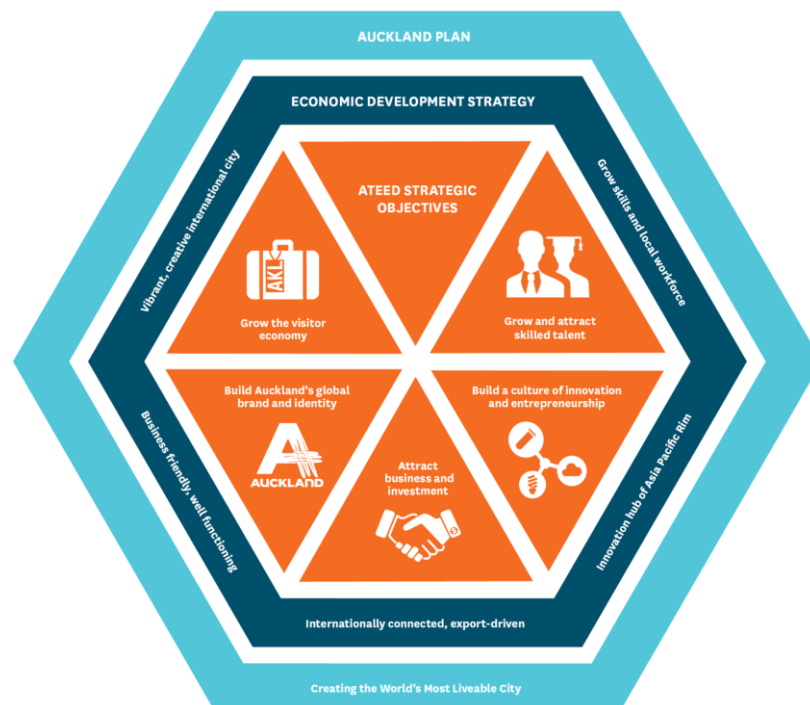 AUCKLAND PLAN
ECONOMIC DEVELOPMENT STRATEGY
Vibrant, creative international city
Grow skills and local workforce
ATEED STRATEGIC
OBJECTIVES
AKL
Grow the visitor
economy
Grow and attract
skilled talent
Build Auckland's global
brand and identity
AUCKLAND
Attract
business and
investment
Build a culture of innovation
and entrepreneurship
Business friendly, well functioning
Innovation hub of Asia Pacific Rim
Internationally connected, export-driven
Creating the World's Most Liveable City